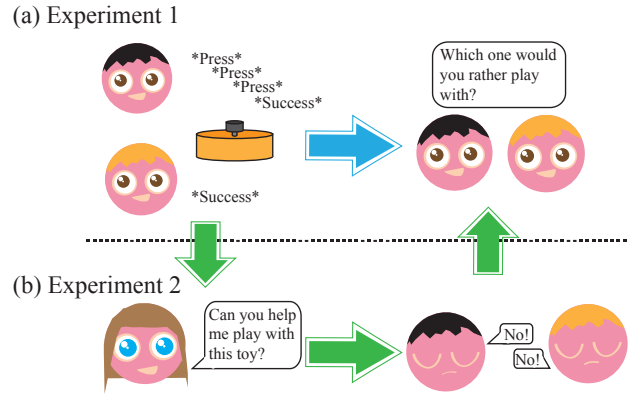 (a) Experiment 1
*Press*
*Press*
*Press*
*Success*
*Success*
Which one would
you rather play
with?
(b) Experiment 2
Can you help
me play with
this toy?
No!
No!